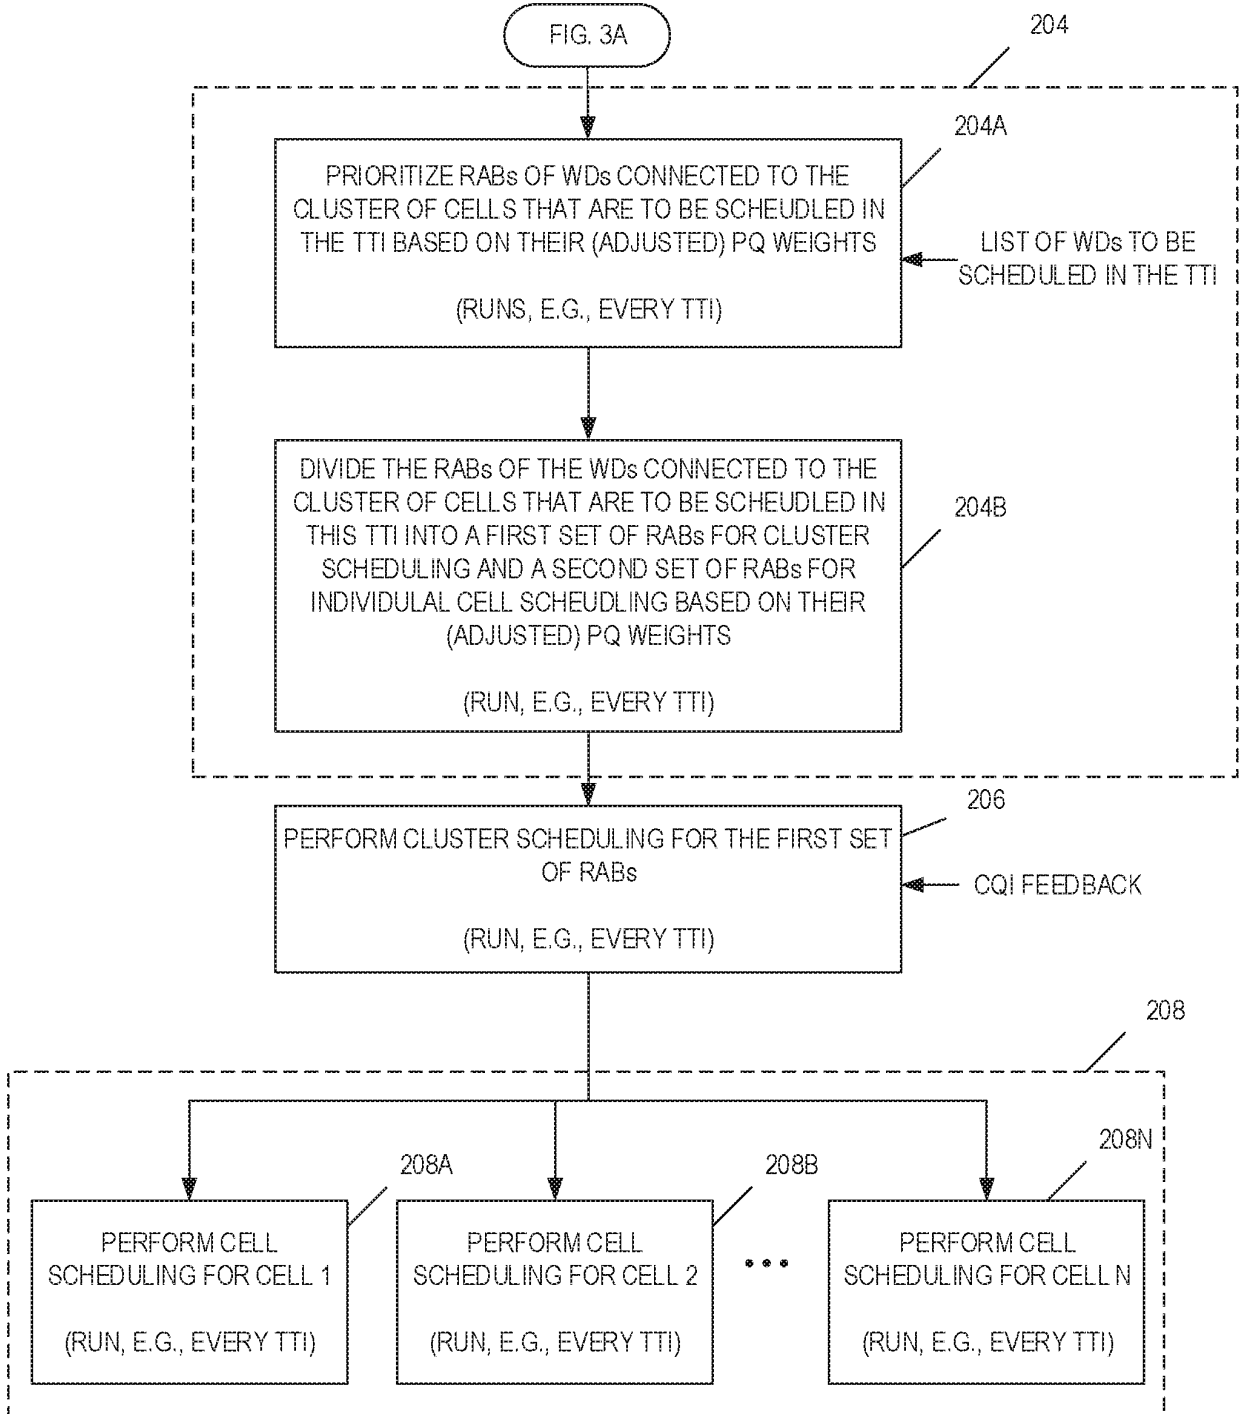 FIG. 3A
204
204A
PRIORITIZE RABs OF WDs CONNECTED TO THE
CLUSTER OF CELLS THAT ARE TO BE SCHEUDLED IN
THE TTI BASED ON THEIR (ADJUSTED) PQ WEIGHTS
(RUNS, E.G., EVERY TTI)
LIST OF WDs TO BE
SCHEDULED IN THE TTI
204B
DIVIDE THE RABs OF THE WDs CONNECTED TO THE
CLUSTER OF CELLS THAT ARE TO BE SCHEUDLED IN
THIS TTI INTO A FIRST SET OF RABs FOR CLUSTER
SCHEDULING AND A SECOND SET OF RABs FOR
INDIVIDULAL CELL SCHEUDLING BASED ON THEIR
(ADJUSTED) PQ WEIGHTS
(RUN, E.G., EVERY TTI)
206
PERFORM CLUSTER SCHEDULING FOR THE FIRST SET
OF RABs
(RUN, E.G., EVERY TTI)
CQI FEEDBACK
208
208A
PERFORM CELL
SCHEDULING FOR CELL 1
(RUN, E.G., EVERY TTI)
208B
PERFORM CELL
SCHEDULING FOR CELL 2
(RUN, E.G., EVERY TTI)
•••
208N
PERFORM CELL
SCHEDULING FOR CELL N
(RUN, E.G., EVERY TTI)